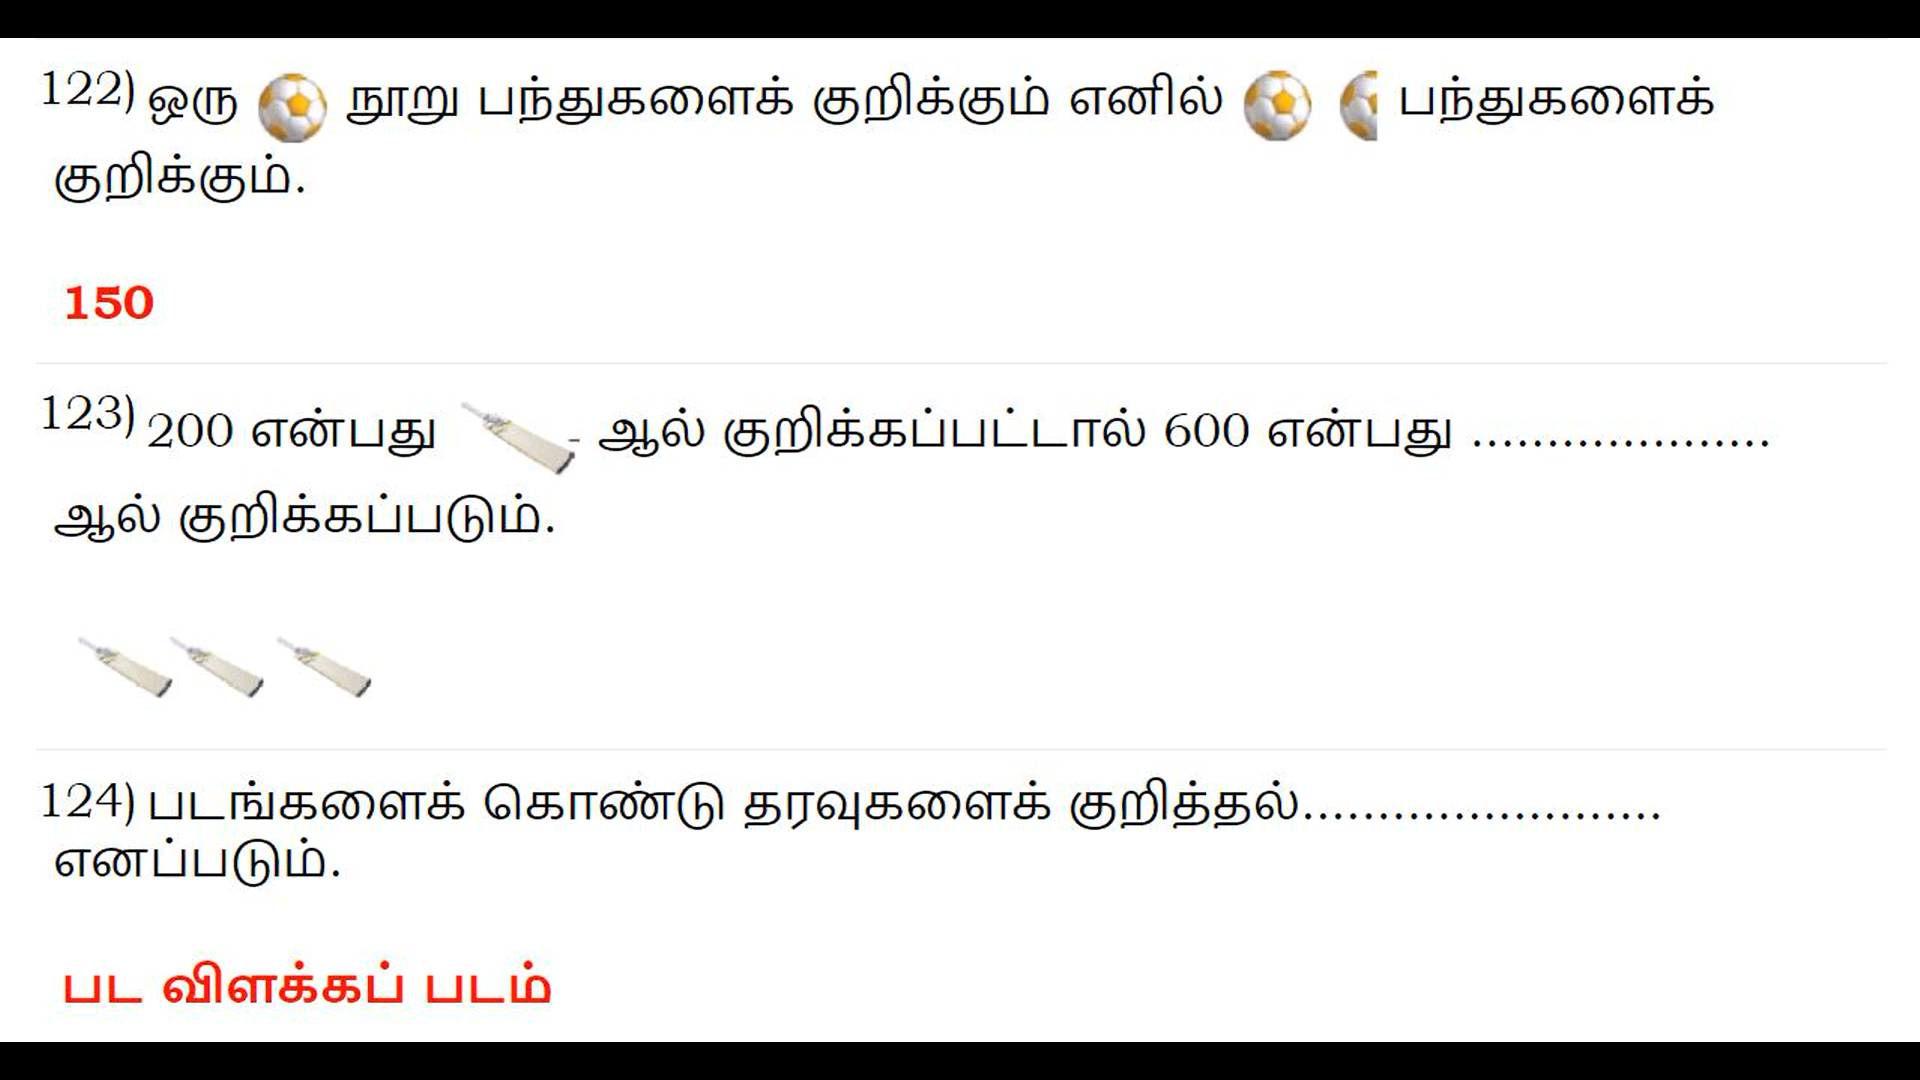 122) ஒரு நூறு பந்துகளைக் குறிக்கும் எனில் பந்துகளைக்
குறிக்கும்.
150
123) 200 என்பது - ஆல் குறிக்கப்பட்டால் 600 என்பது ...................
ஆல் குறிக்கப்படும்.
124) படங்களைக் கொண்டு தரவுகளைக் குறித்தல்.......................
எனப்படும்.
பட விளக்கப் படம்